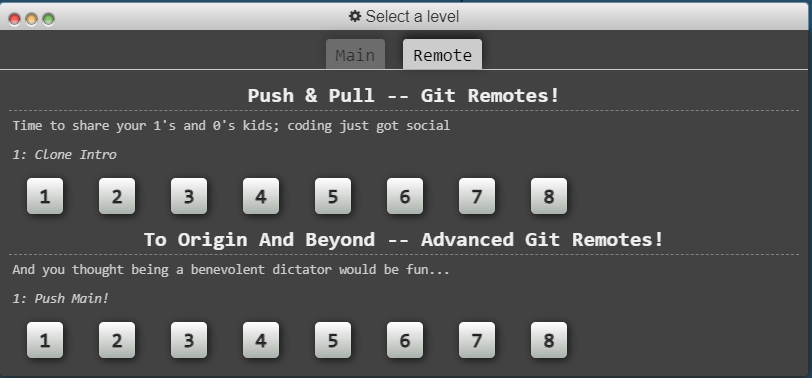 Select a level
Main Remote
Push & Pull -- Git Remotes!
Time to share your 1's and 0's kids; coding just got social
1: Clone Intro
1 2 3 4 5 6 7 8
To Origin And Beyond -- Advanced Git Remotes!
And you thought being a benevolent dictator would be fun...
1: Push Main!
1 2 3 4 5 6 7 8